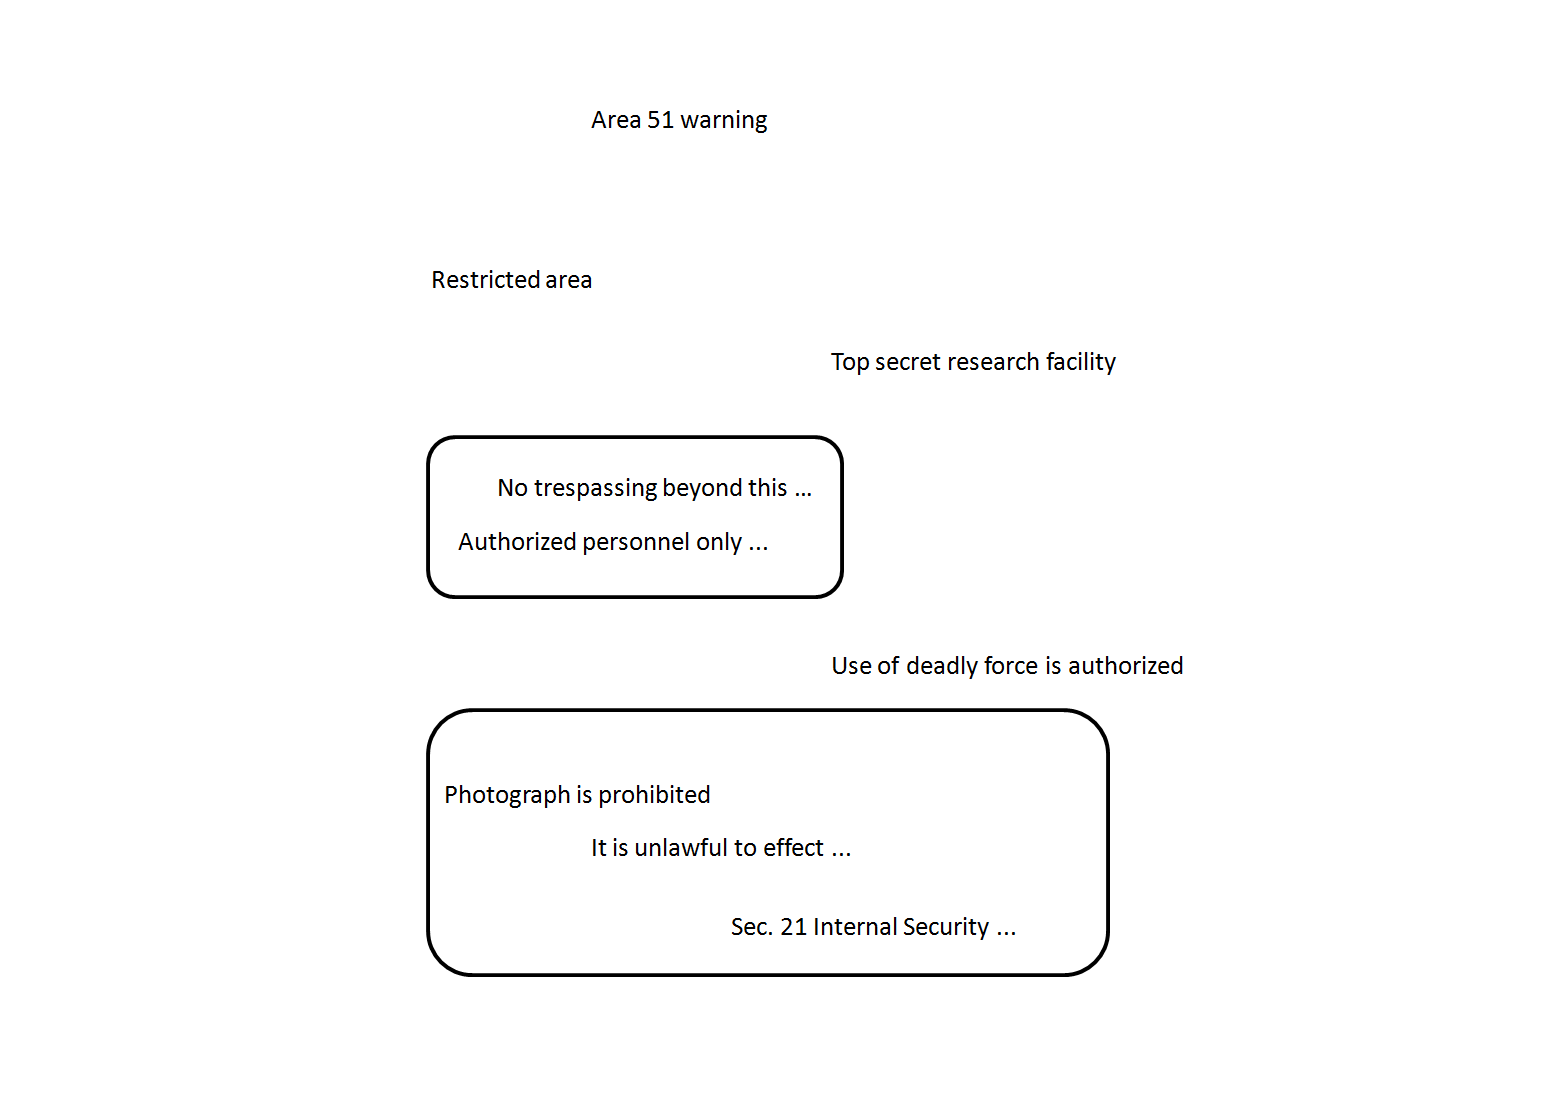 Area 51 warning
Restricted area
Top secret research facility
No trespassing beyond this ...
Authorized personnel only ...
Use of deadly force is authorized
Photograph is prohibited
It is unlawful to effect ...
Sec. 21 Internal Security ...